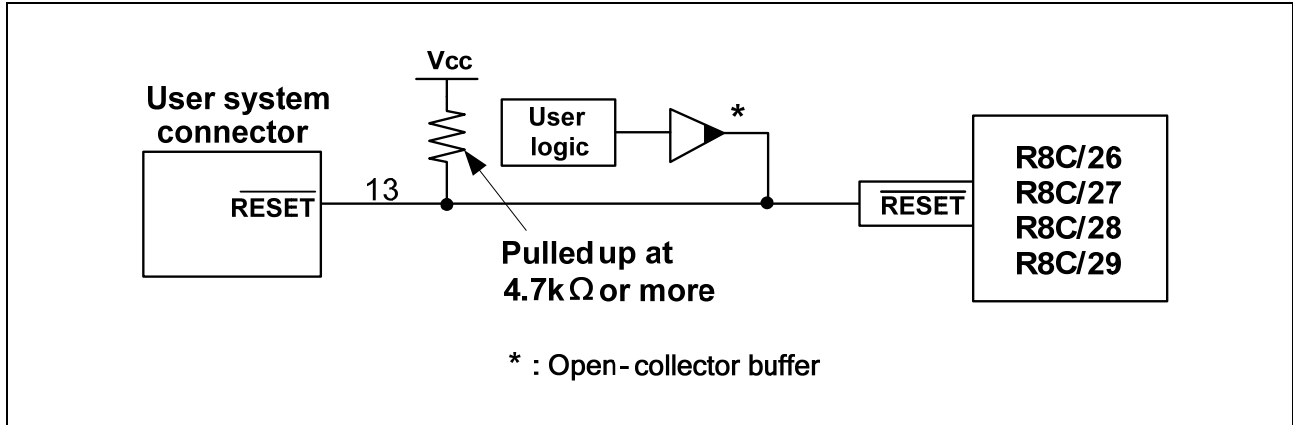 Vcc
User system
connector
User
logic
*
RESET
13
RESET
R8C/26
R8C/27
R8C/28
R8C/29
Pulled up at
4.7kΩ or more
* : Open-collector buffer